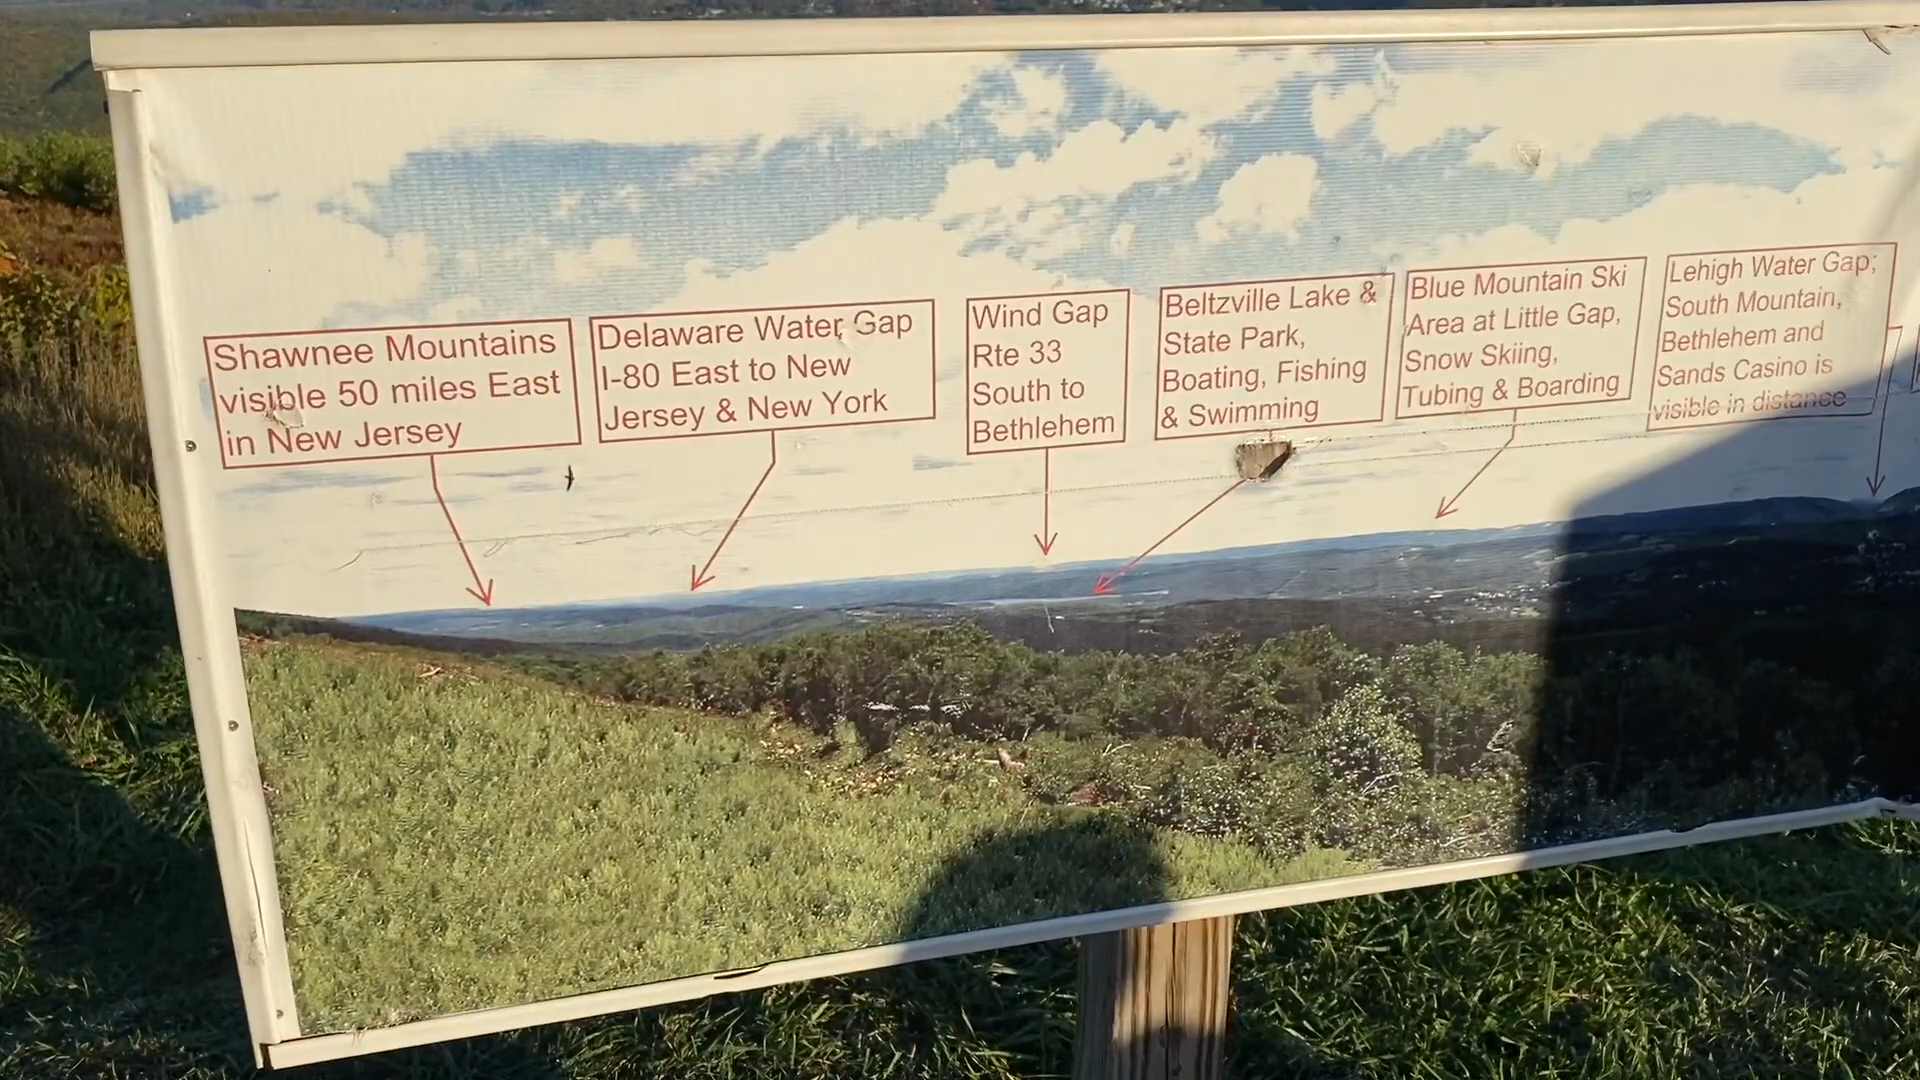 Shawnee Mountains
visible 50 miles East
in New Jersey
Delaware Water Gap
I-80 East to New
Jersey & New York
Wind Gap
Rte 33
South to
Bethlehem
Beltzville Lake &
State Park,
Boating, Fishing
& Swimming
Blue Mountain Ski
Area at Little Gap,
Snow Skiing,
Tubing & Boarding
Lehigh Water Gap;
South Mountain,
Bethlehem and
Sands Casino is
visible in distance